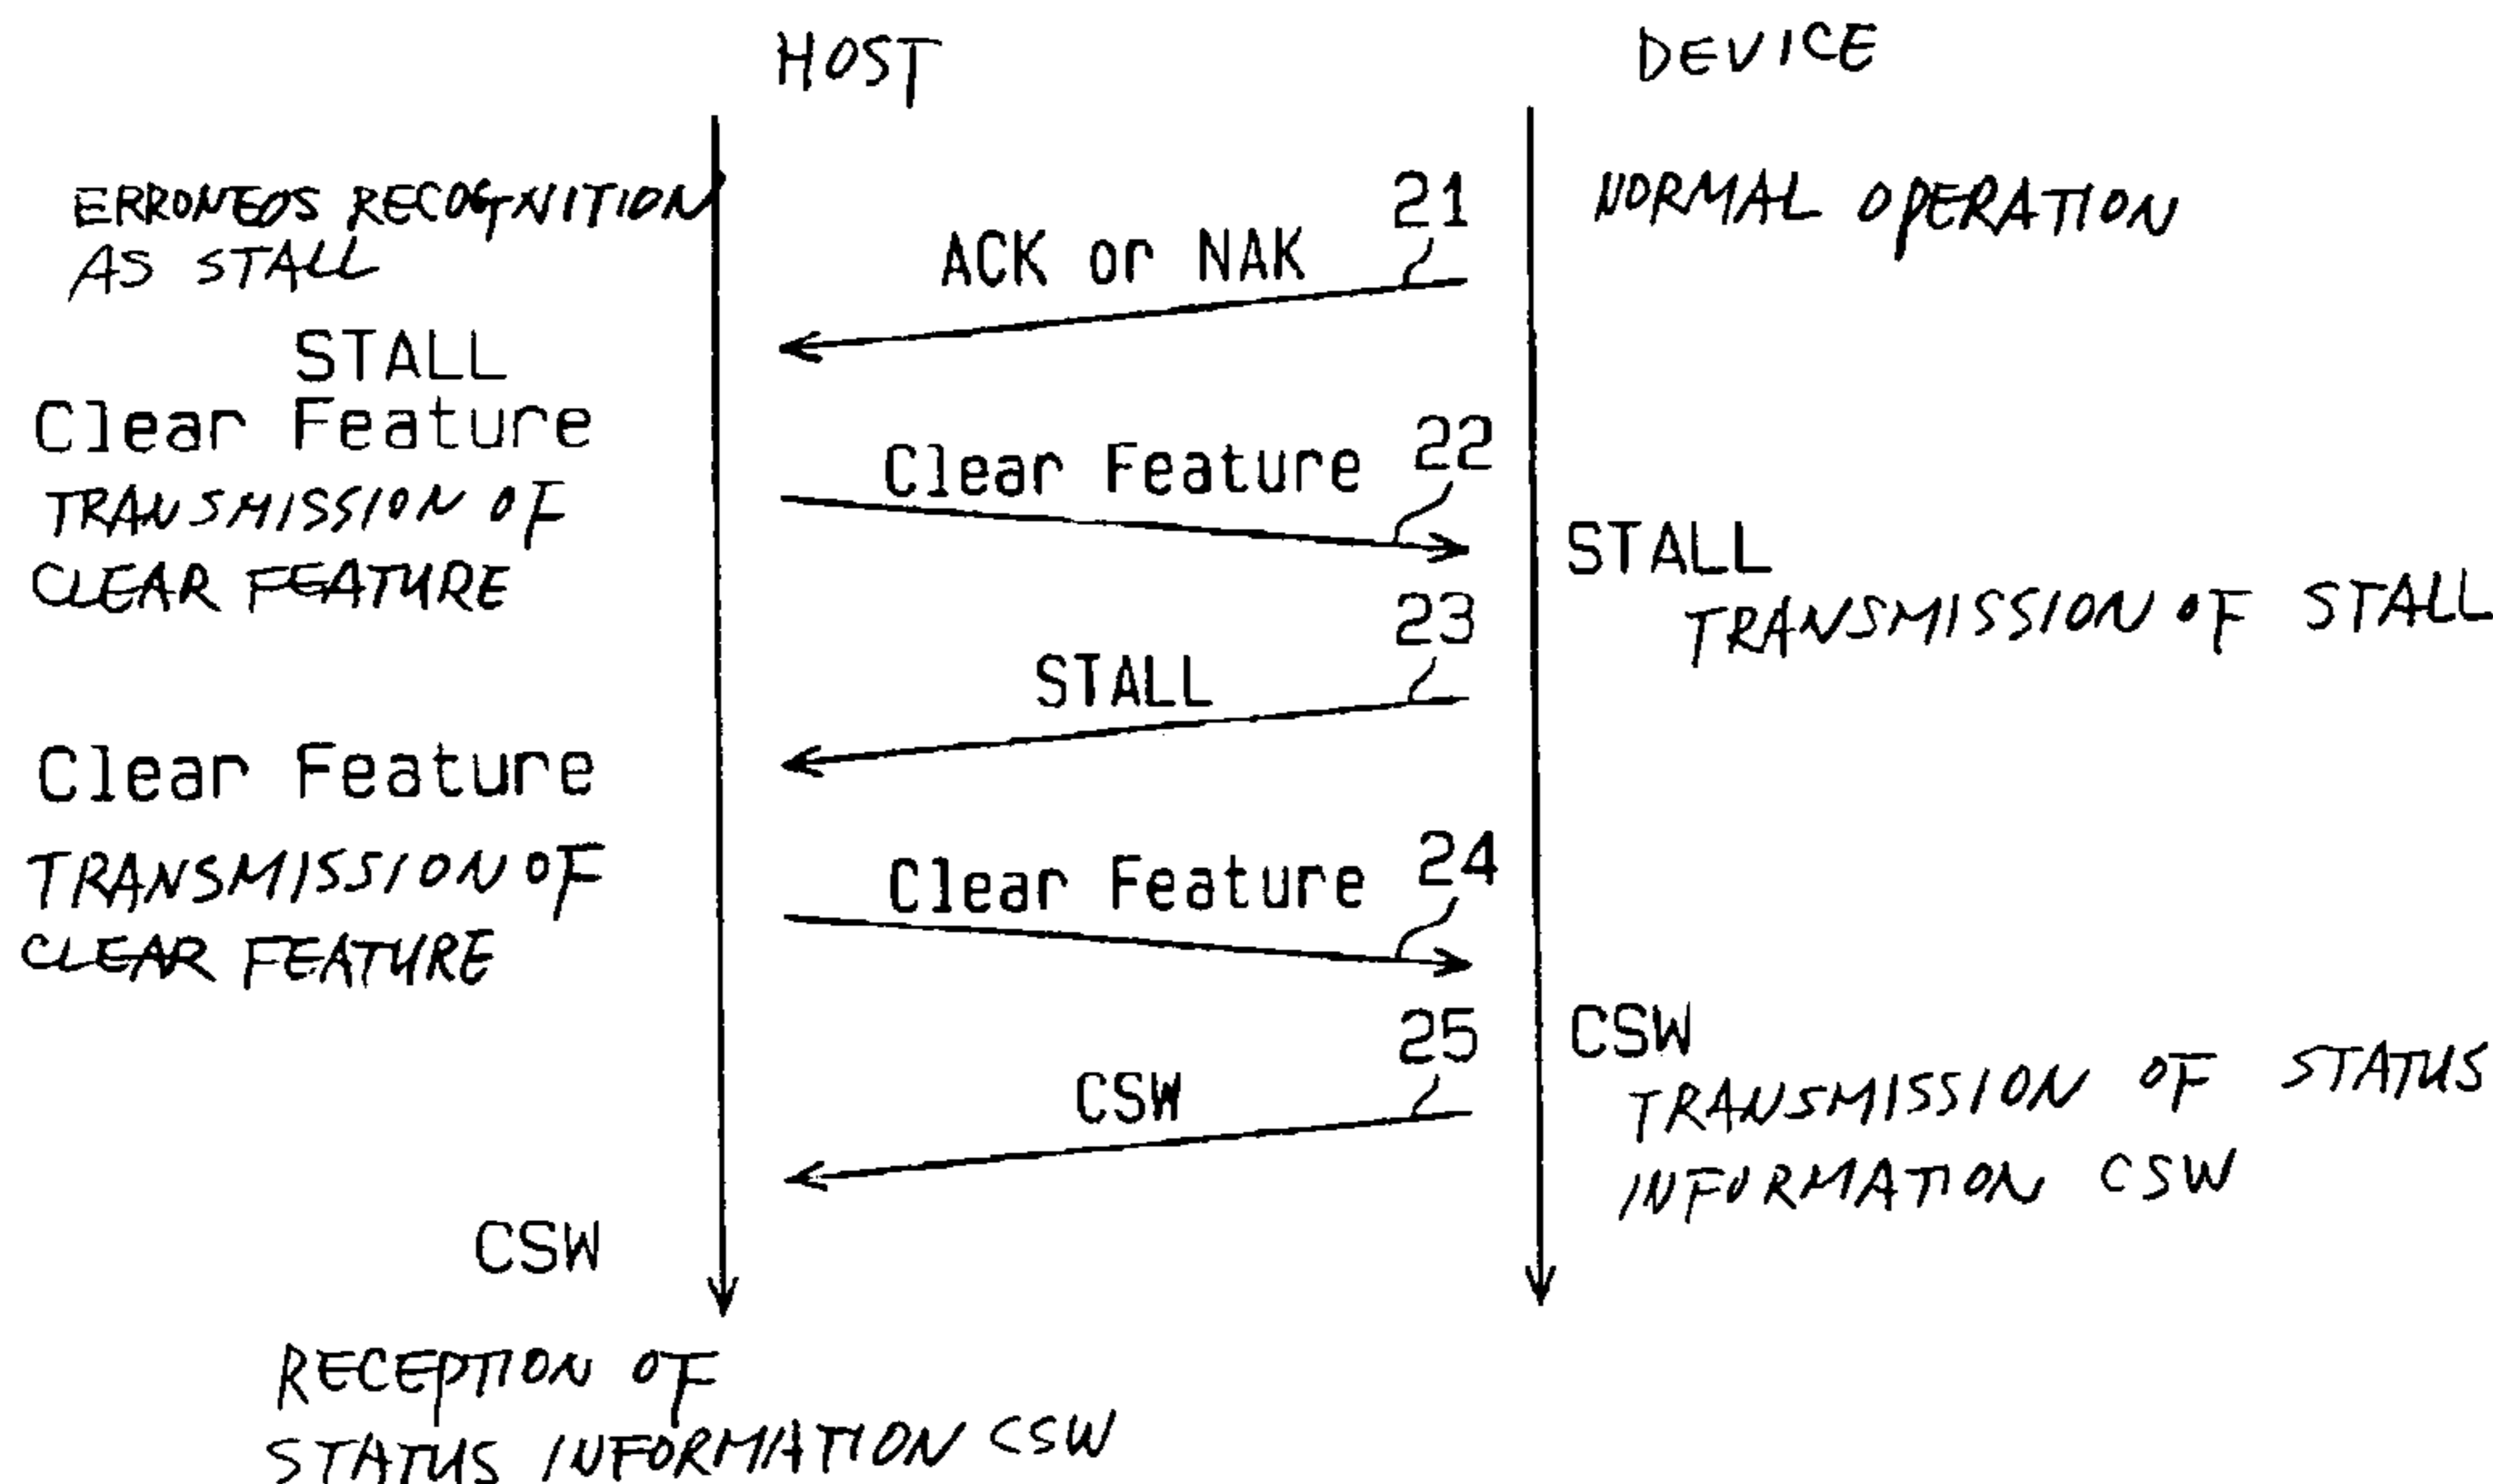 HOST
DEVICE
ERRONEOS RECOGNITION
AS STALL
21
NORMAL OPERATION
ACK or NAK
STALL
Clear Feature
TRANSMISSION OF
CLEAR FEATURE
22
Clear Feature
STALL
TRANSMISSION OF STALL
23
STALL
Clear Feature
TRANSMISSION OF
CLEAR FEATURE
24
Clear Feature
25
CSW
TRANSMISSION OF STATUS
INFORMATION CSW
CSW
CSW
RECEPTION OF
STATUS INFORMATION CSW